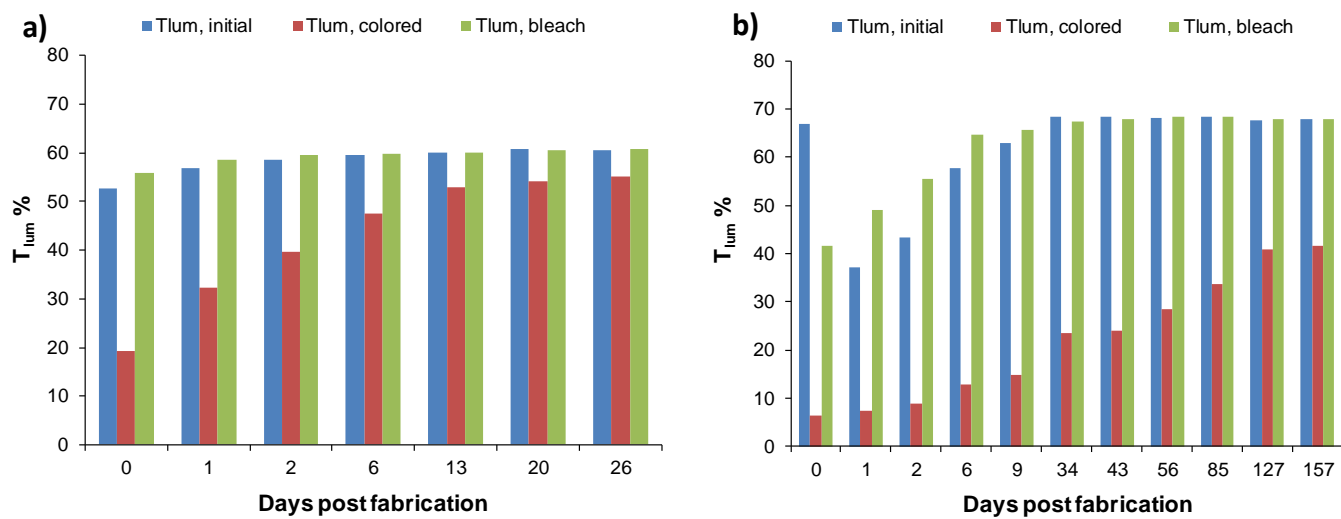 a)
Tlum, initial Tlum, colored Tlum, bleach
80
70
60
50
40
30
20
10
0
Tlum %
0 1 2 6 13 20 26
Days post fabrication
b)
Tlum, initial Tlum, colored Tlum, bleach
80
70
60
50
40
30
20
10
0
Tlum %
0 1 2 6 9 34 43 56 85 127 157
Days post fabrication